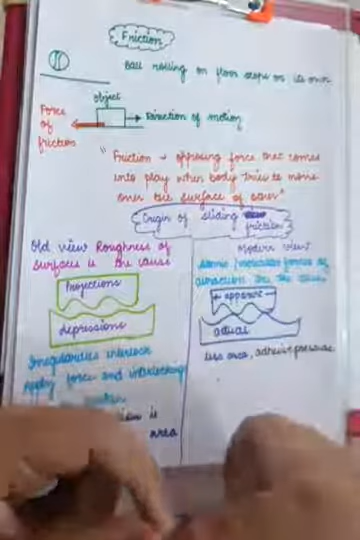 Friction
Ball rolling on floor stops on its own
object
Force of friction
Direction of motion
"Friction → opposing force that comes
into play when body tries to move
over the surface of other"
Origin of sliding friction
Old view Roughness of
surfaces is the cause
Projections
depressions
Irregularities interlock
Apply force and interlocking
is
area
Modern view
Atomic/molecular forces of
attraction are the cause
apparent
actual
less area, adhesive pressure